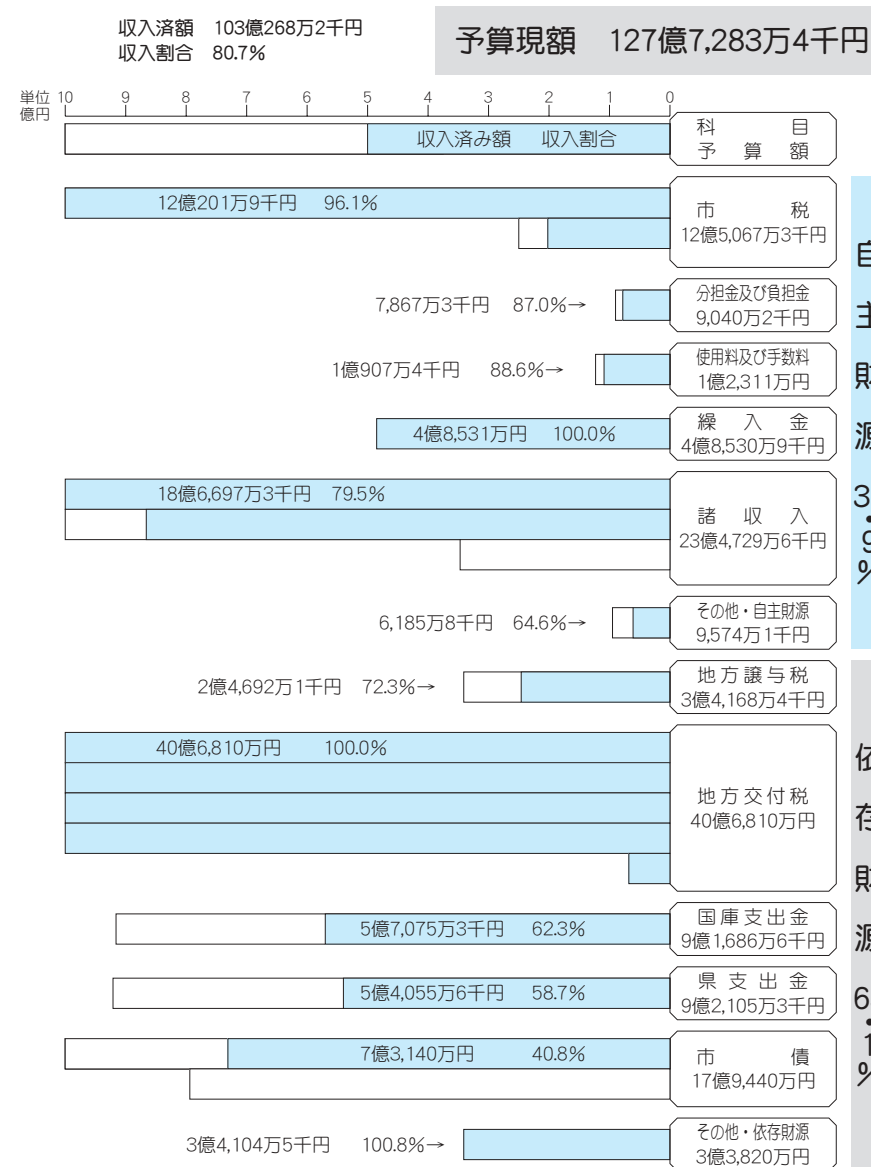 収入済額 103億268万2千円
収入割合 80.7%
予算現額 127億7,283万4千円
単位
億円
10 9 8 7 6 5 4 3 2 1 0
収入済み額 収入割合
科目
予算額
12億201万9千円 96.1%
市税
12億5,067万3千円
7,867万3千円 87.0%→
分担金及び負担金
9,040万2千円
1億907万4千円 88.6%→
使用料及び手数料
1億2,311万円
4億8,531万円 100.0%
繰入金
4億8,530万9千円
18億6,697万3千円 79.5%
諸収入
23億4,729万6千円
6,185万8千円 64.6%→
その他・自主財源
9,574万1千円
2億4,692万1千円 72.3%→
地方譲与税
3億4,168万4千円
40億6,810万円 100.0%
地方交付税
40億6,810万円
5億7,075万3千円 62.3%
国庫支出金
9億1,686万6千円
5億4,055万6千円 58.7%
県支出金
9億2,105万3千円
7億3,140万円 40.8%
市債
17億9,440万円
3億4,104万5千円 100.8%→
その他・依存財源
3億3,820万円
自主財源
依存財源